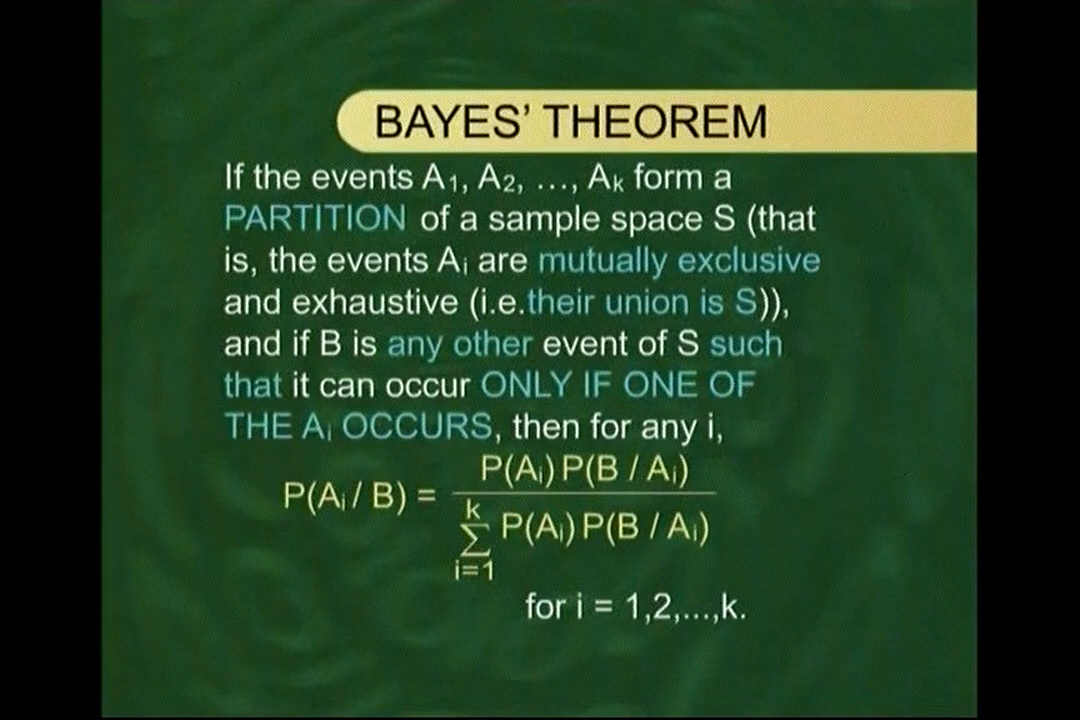 BAYES' THEOREM
If the events A1, A2, ..., Ak form a
PARTITION of a sample space S (that
is, the events Ai are mutually exclusive
and exhaustive (i.e.their union is S)),
and if B is any other event of S such
that it can occur ONLY IF ONE OF
THE Ai OCCURS, then for any i,
P(Ai) P(B / Ai)
P(Ai / B) =
k
∑ P(Ai) P(B / Ai)
i=1
for i = 1,2,...,k.